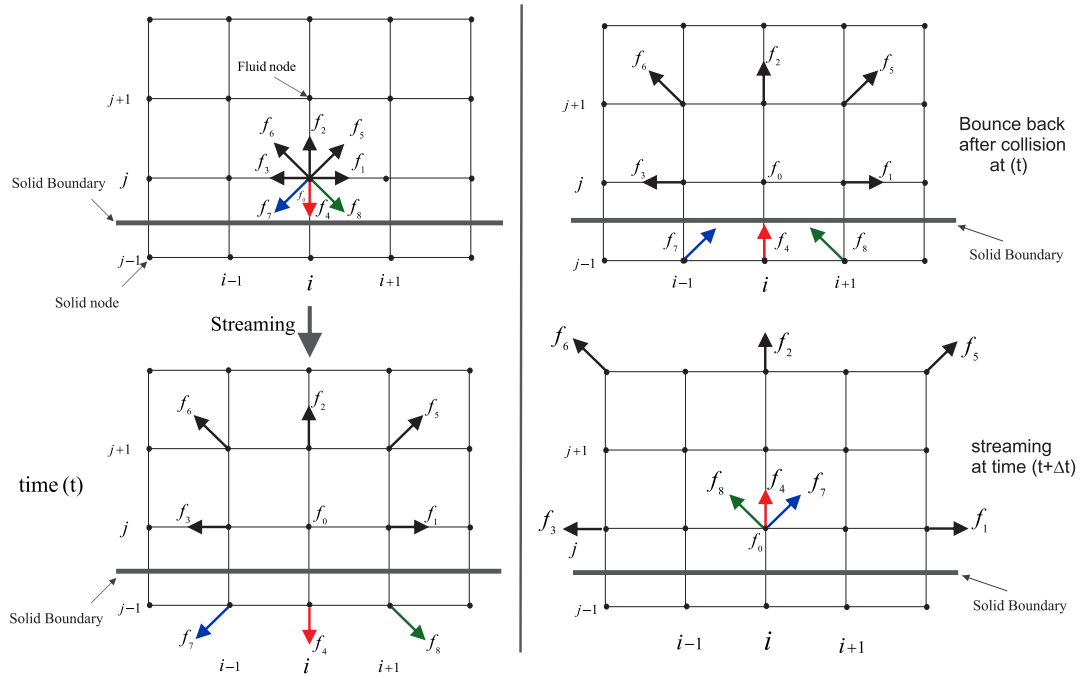 Fluid node
j+1
f₆
f₂
f₅
f₃
f₁
j
Solid Boundary
f₀
f₇
f₄
f₈
j−1
Solid node
i−1
i
i+1
Streaming
f₆
f₂
f₅
j+1
time (t)
f₃
f₀
f₁
j
Solid Boundary
j−1
f₇
f₄
f₈
i−1
i
i+1
f₆
f₂
f₅
j+1
Bounce back
after collision
at (t)
f₃
f₀
f₁
j
f₇
f₄
f₈
Solid Boundary
j−1
i−1
i
i+1
f₆
f₂
f₅
j+1
streaming
at time (t+Δt)
f₈
f₄
f₇
f₃
f₀
f₁
j
j−1
Solid Boundary
i−1
i
i+1